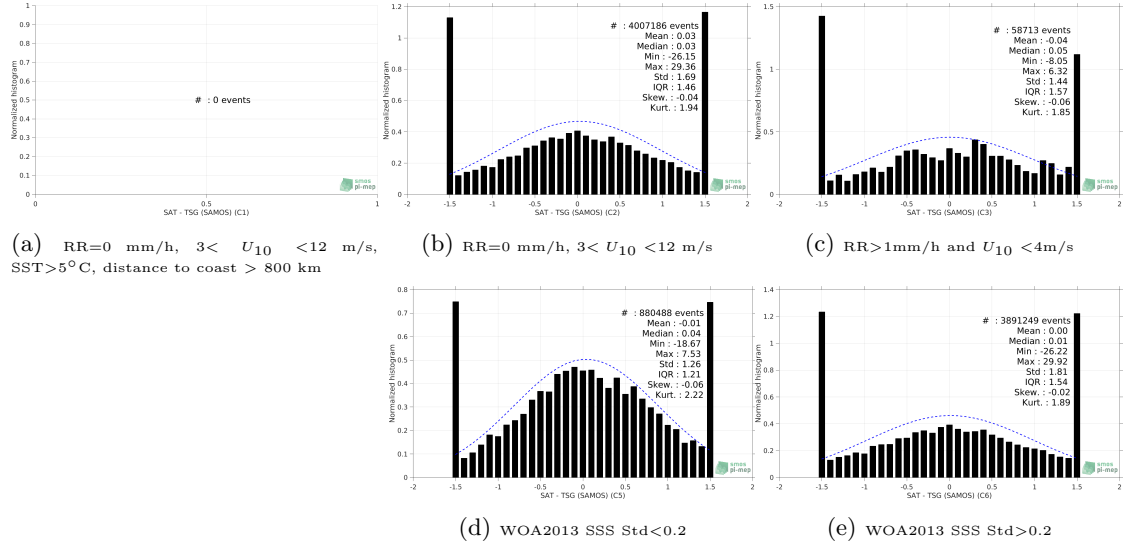 1
0.9
0.8
0.7
0.6
0.5
0.4
0.3
0.2
0.1
0
Normalized histogram
# : 0 events
0 0.5 1
SAT - TSG (SAMOS) (C1)
smos
pi-mep
1.2
1
0.8
0.6
0.4
0.2
0
Normalized histogram
# : 4007186 events
Mean : 0.03
Median : 0.03
Min : -26.15
Max : 29.36
Std : 1.69
IQR : 1.46
Skew. : -0.04
Kurt. : 1.94
-2 -1.5 -1 -0.5 0 0.5 1 1.5 2
SAT - TSG (SAMOS) (C2)
smos
pi-mep
1.5
1
0.5
0
Normalized histogram
# : 58713 events
Mean : -0.04
Median : 0.05
Min : -8.05
Max : 6.32
Std : 1.44
IQR : 1.57
Skew. : -0.06
Kurt. : 1.85
-2 -1.5 -1 -0.5 0 0.5 1 1.5 2
SAT - TSG (SAMOS) (C3)
smos
pi-mep
(a) RR=0 mm/h, 3< U10 <12 m/s,
SST>5°C, distance to coast > 800 km
(b) RR=0 mm/h, 3< U10 <12 m/s
(c) RR>1mm/h and U10 <4m/s
0.8
0.7
0.6
0.5
0.4
0.3
0.2
0.1
0
Normalized histogram
# : 880488 events
Mean : -0.01
Median : 0.04
Min : -18.67
Max : 7.53
Std : 1.26
IQR : 1.21
Skew. : -0.06
Kurt. : 2.22
-2 -1.5 -1 -0.5 0 0.5 1 1.5 2
SAT - TSG (SAMOS) (C5)
smos
pi-mep
1.4
1.2
1
0.8
0.6
0.4
0.2
0
Normalized histogram
# : 3891249 events
Mean : 0.00
Median : 0.01
Min : -26.22
Max : 29.92
Std : 1.81
IQR : 1.54
Skew. : -0.02
Kurt. : 1.89
-2 -1.5 -1 -0.5 0 0.5 1 1.5 2
SAT - TSG (SAMOS) (C6)
smos
pi-mep
(d) WOA2013 SSS Std<0.2
(e) WOA2013 SSS Std>0.2